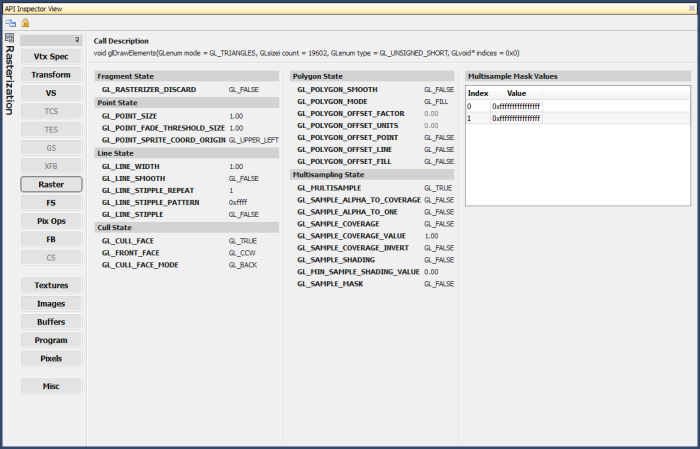 API Inspector View
Rasterization
Vtx Spec
Transform
VS
TCS
TES
GS
XFB
Raster
FS
Pix Ops
FB
CS
Textures
Images
Buffers
Program
Pixels
Misc
Call Description
void glDrawElements(GLenum mode = GL_TRIANGLES, GLsizei count = 19602, GLenum type = GL_UNSIGNED_SHORT, GLvoid* indices = 0x0)
Fragment State
GL_RASTERIZER_DISCARD GL_FALSE
Point State
GL_POINT_SIZE 1.00
GL_POINT_FADE_THRESHOLD_SIZE 1.00
GL_POINT_SPRITE_COORD_ORIGIN GL_UPPER_LEFT
Line State
GL_LINE_WIDTH 1.00
GL_LINE_SMOOTH GL_FALSE
GL_LINE_STIPPLE_REPEAT 1
GL_LINE_STIPPLE_PATTERN 0xffff
GL_LINE_STIPPLE GL_FALSE
Cull State
GL_CULL_FACE GL_TRUE
GL_FRONT_FACE GL_CCW
GL_CULL_FACE_MODE GL_BACK
Polygon State
GL_POLYGON_SMOOTH GL_FALSE
GL_POLYGON_MODE GL_FILL
GL_POLYGON_OFFSET_FACTOR 0.00
GL_POLYGON_OFFSET_UNITS 0.00
GL_POLYGON_OFFSET_POINT GL_FALSE
GL_POLYGON_OFFSET_LINE GL_FALSE
GL_POLYGON_OFFSET_FILL GL_FALSE
Multisampling State
GL_MULTISAMPLE GL_TRUE
GL_SAMPLE_ALPHA_TO_COVERAGE GL_FALSE
GL_SAMPLE_ALPHA_TO_ONE GL_FALSE
GL_SAMPLE_COVERAGE GL_FALSE
GL_SAMPLE_COVERAGE_VALUE 1.00
GL_SAMPLE_COVERAGE_INVERT GL_FALSE
GL_SAMPLE_SHADING GL_FALSE
GL_MIN_SAMPLE_SHADING_VALUE 0.00
GL_SAMPLE_MASK GL_FALSE
Multisample Mask Values
Index Value
0 0xffffffffffffffff
1 0xffffffffffffffff